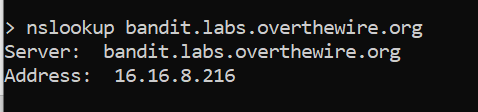 > nslookup bandit.labs.overthewire.org
Server:  bandit.labs.overthewire.org
Address:  16.16.8.216